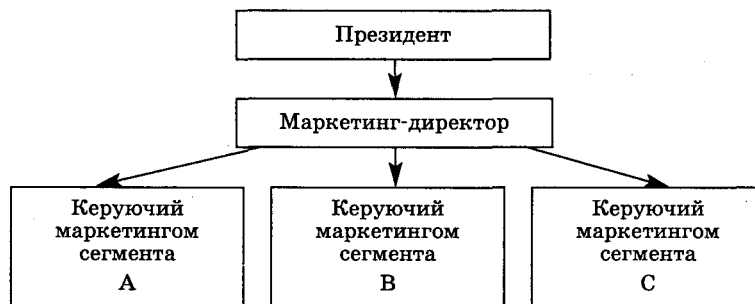 Президент
Маркетинг-директор
Керуючий
маркетингом
сегмента
А
Керуючий
маркетингом
сегмента
В
Керуючий
маркетингом
сегмента
С